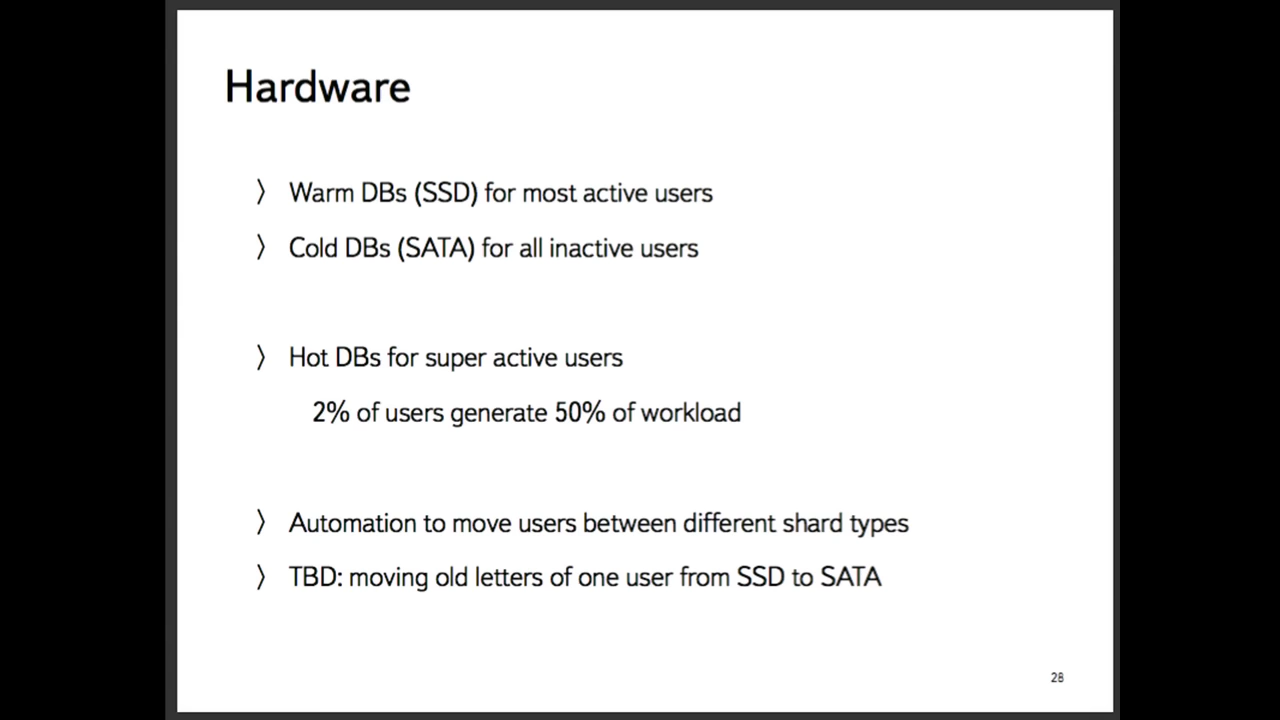 Hardware
〉 Warm DBs (SSD) for most active users
〉 Cold DBs (SATA) for all inactive users
〉 Hot DBs for super active users
2% of users generate 50% of workload
〉 Automation to move users between different shard types
〉 TBD: moving old letters of one user from SSD to SATA
28